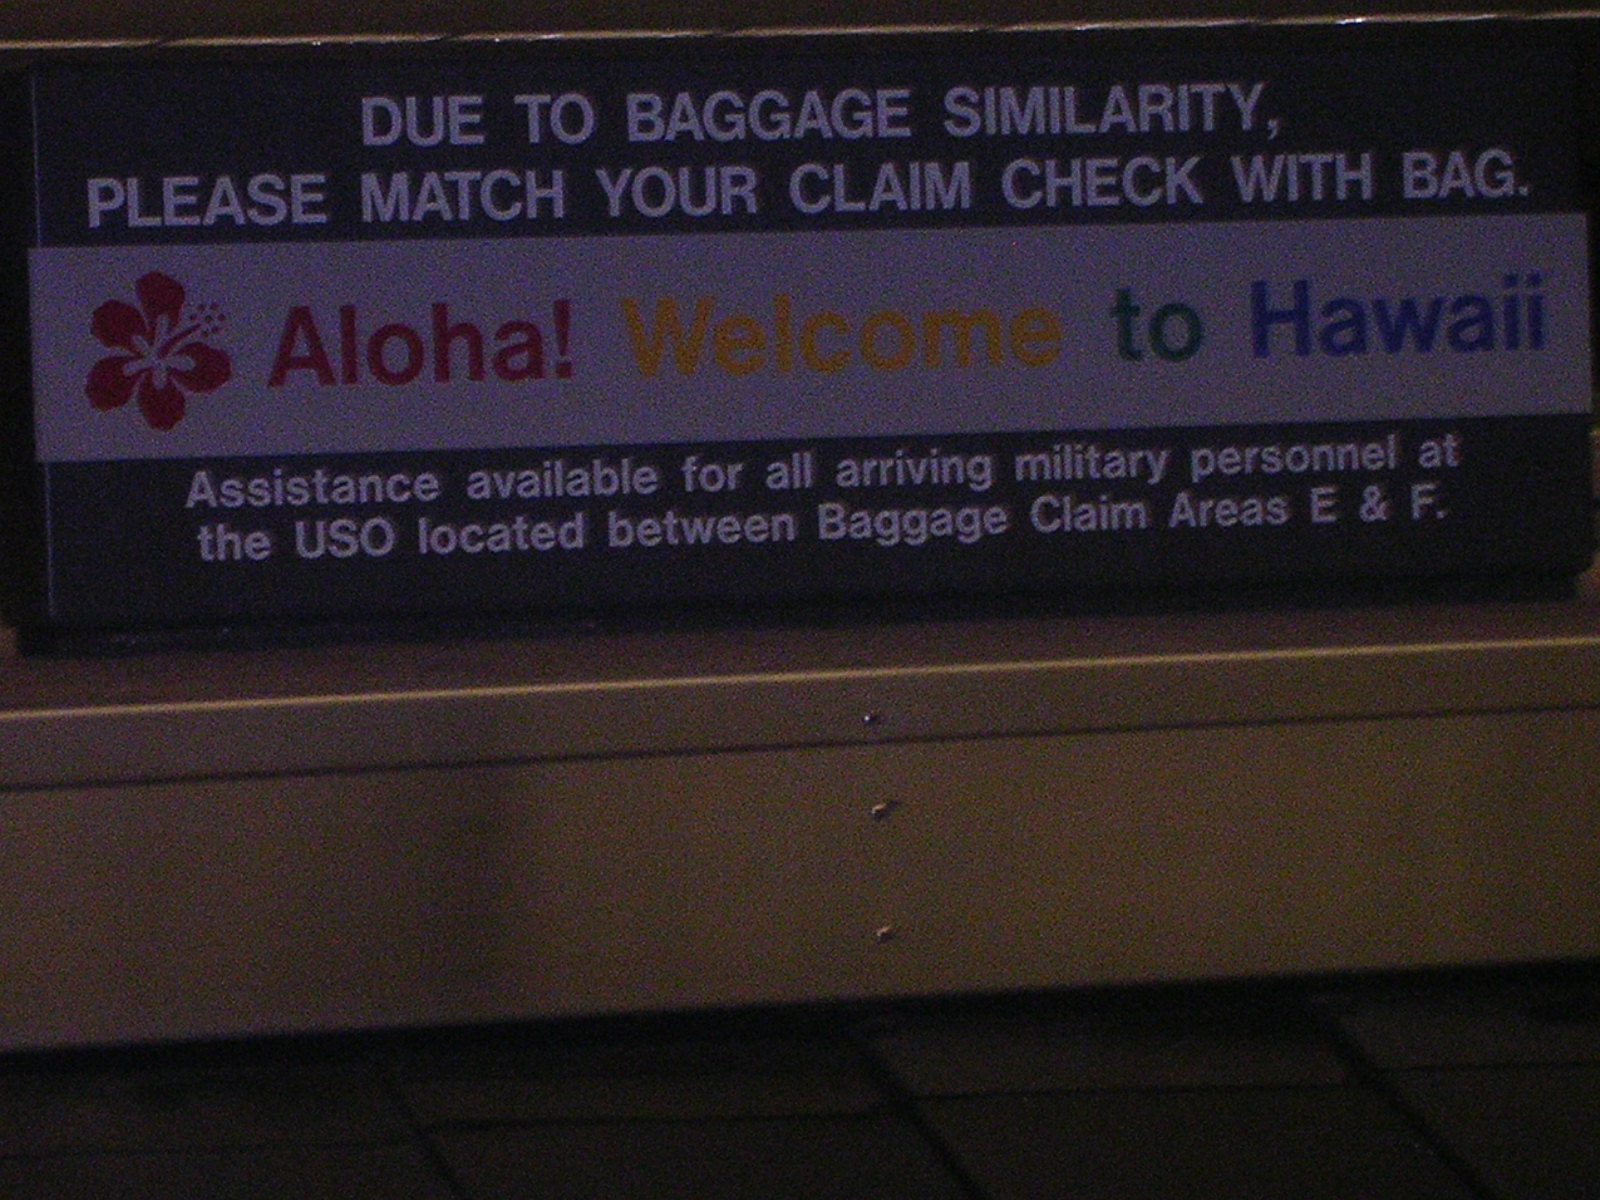 DUE TO BAGGAGE SIMILARITY,
PLEASE MATCH YOUR CLAIM CHECK WITH BAG.
Aloha! Welcome to Hawaii
Assistance available for all arriving military personnel at
the USO located between Baggage Claim Areas E & F.